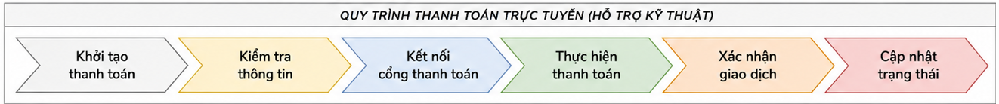 QUY TRÌNH THANH TOÁN TRỰC TUYẾN (HỖ TRỢ KỸ THUẬT)
Khởi tạo
thanh toán
Kiểm tra
thông tin
Kết nối
cổng thanh toán
Thực hiện
thanh toán
Xác nhận
giao dịch
Cập nhật
trạng thái